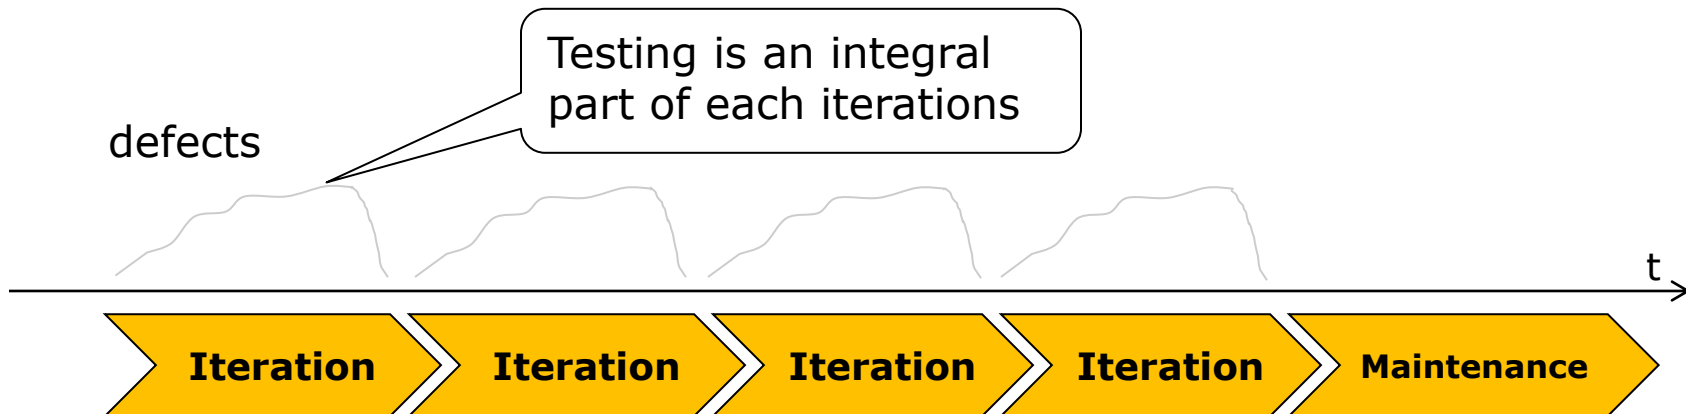 Testing is an integral
part of each iterations
defects
t
Iteration
Iteration
Iteration
Iteration
Maintenance